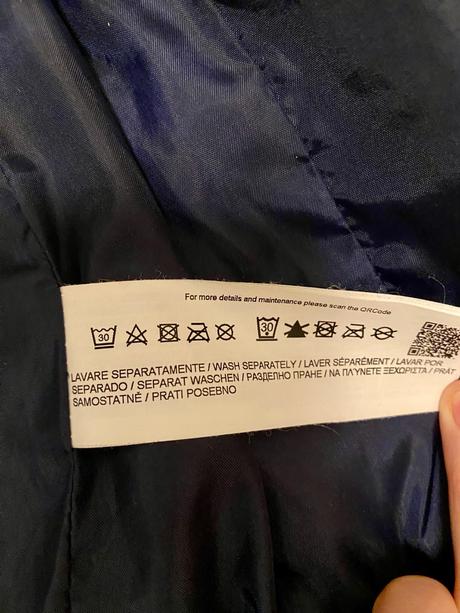 For more details and maintenance please scan the QRCode
30 30
LAVARE SEPARATAMENTE / WASH SEPARATELY / LAVER SÉPARÉMENT / LAVAR POR
SEPARADO / SEPARAT WASCHEN / РАЗДЕЛНО ПРАНЕ / ΝΑ ΠΛΥΝΕΤΕ ΞΕΧΩΡΙΣΤΑ / PRÁT
SAMOSTATNĚ / PRATI POSEBNO